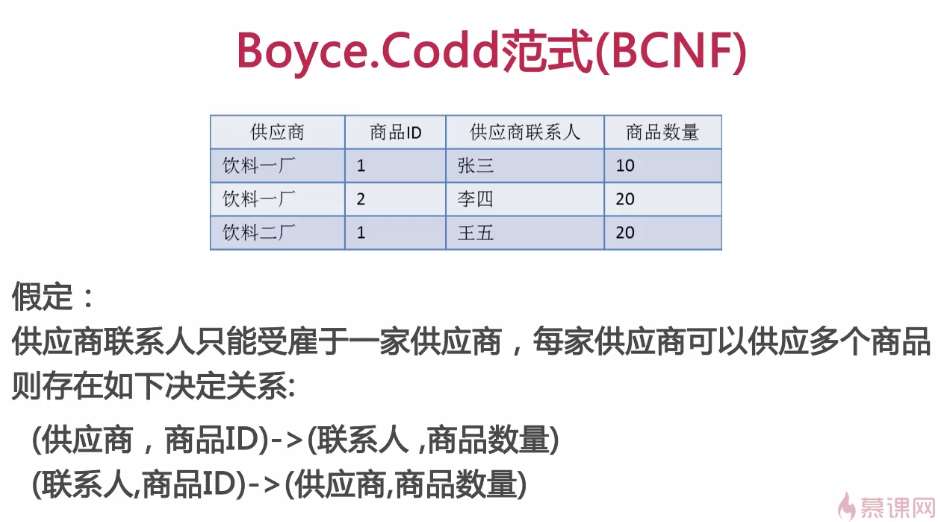 Boyce.Codd范式(BCNF)
供应商 商品ID 供应商联系人 商品数量
饮料一厂 1 张三 10
饮料一厂 2 李四 20
饮料二厂 1 王五 20
假定：
供应商联系人只能受雇于一家供应商，每家供应商可以供应多个商品
则存在如下决定关系:
(供应商，商品ID)->(联系人 ,商品数量)
(联系人,商品ID)->(供应商,商品数量)
慕课网